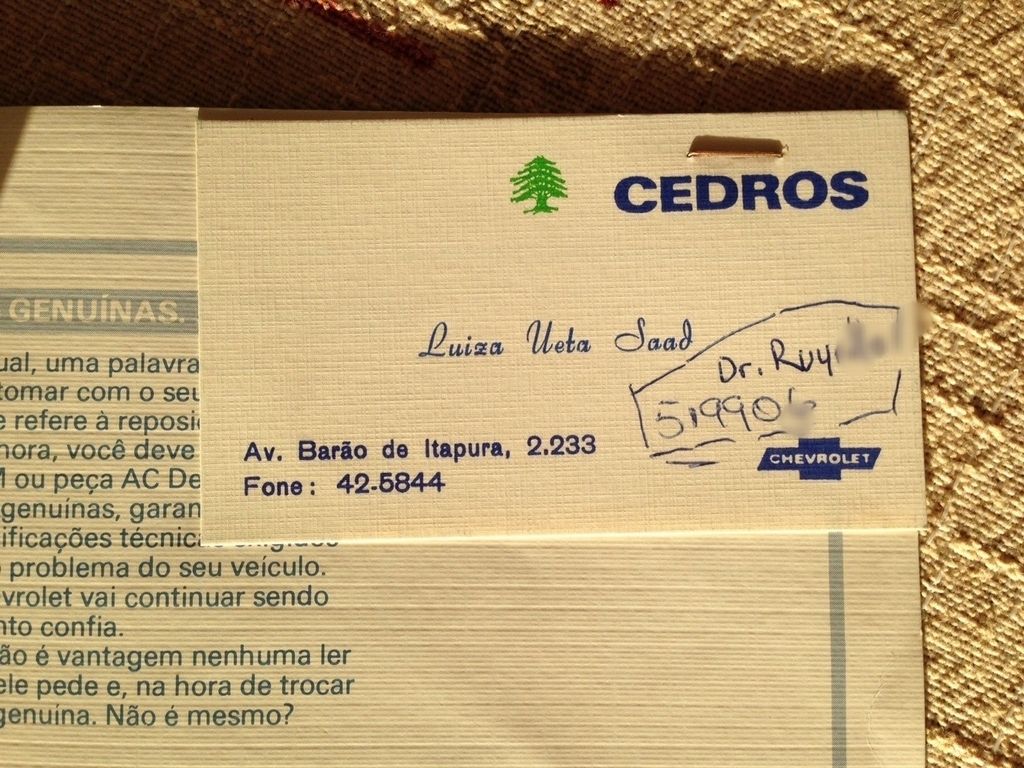 CEDROS
Luiza Ueta Saad
Dr. Ruy
Av. Barão de Itapura, 2.233
Fone: 42-5844
CHEVROLET
GENUÍNAS.
ual, uma palavra
tomar com o seu
e refere à reposi
hora, você deve
M ou peça AC De
genuínas, garan
ificações técnica
problema do seu veículo.
vrolet vai continuar sendo
nto confia.
ão é vantagem nenhuma ler
ele pede e, na hora de trocar
genuína. Não é mesmo?